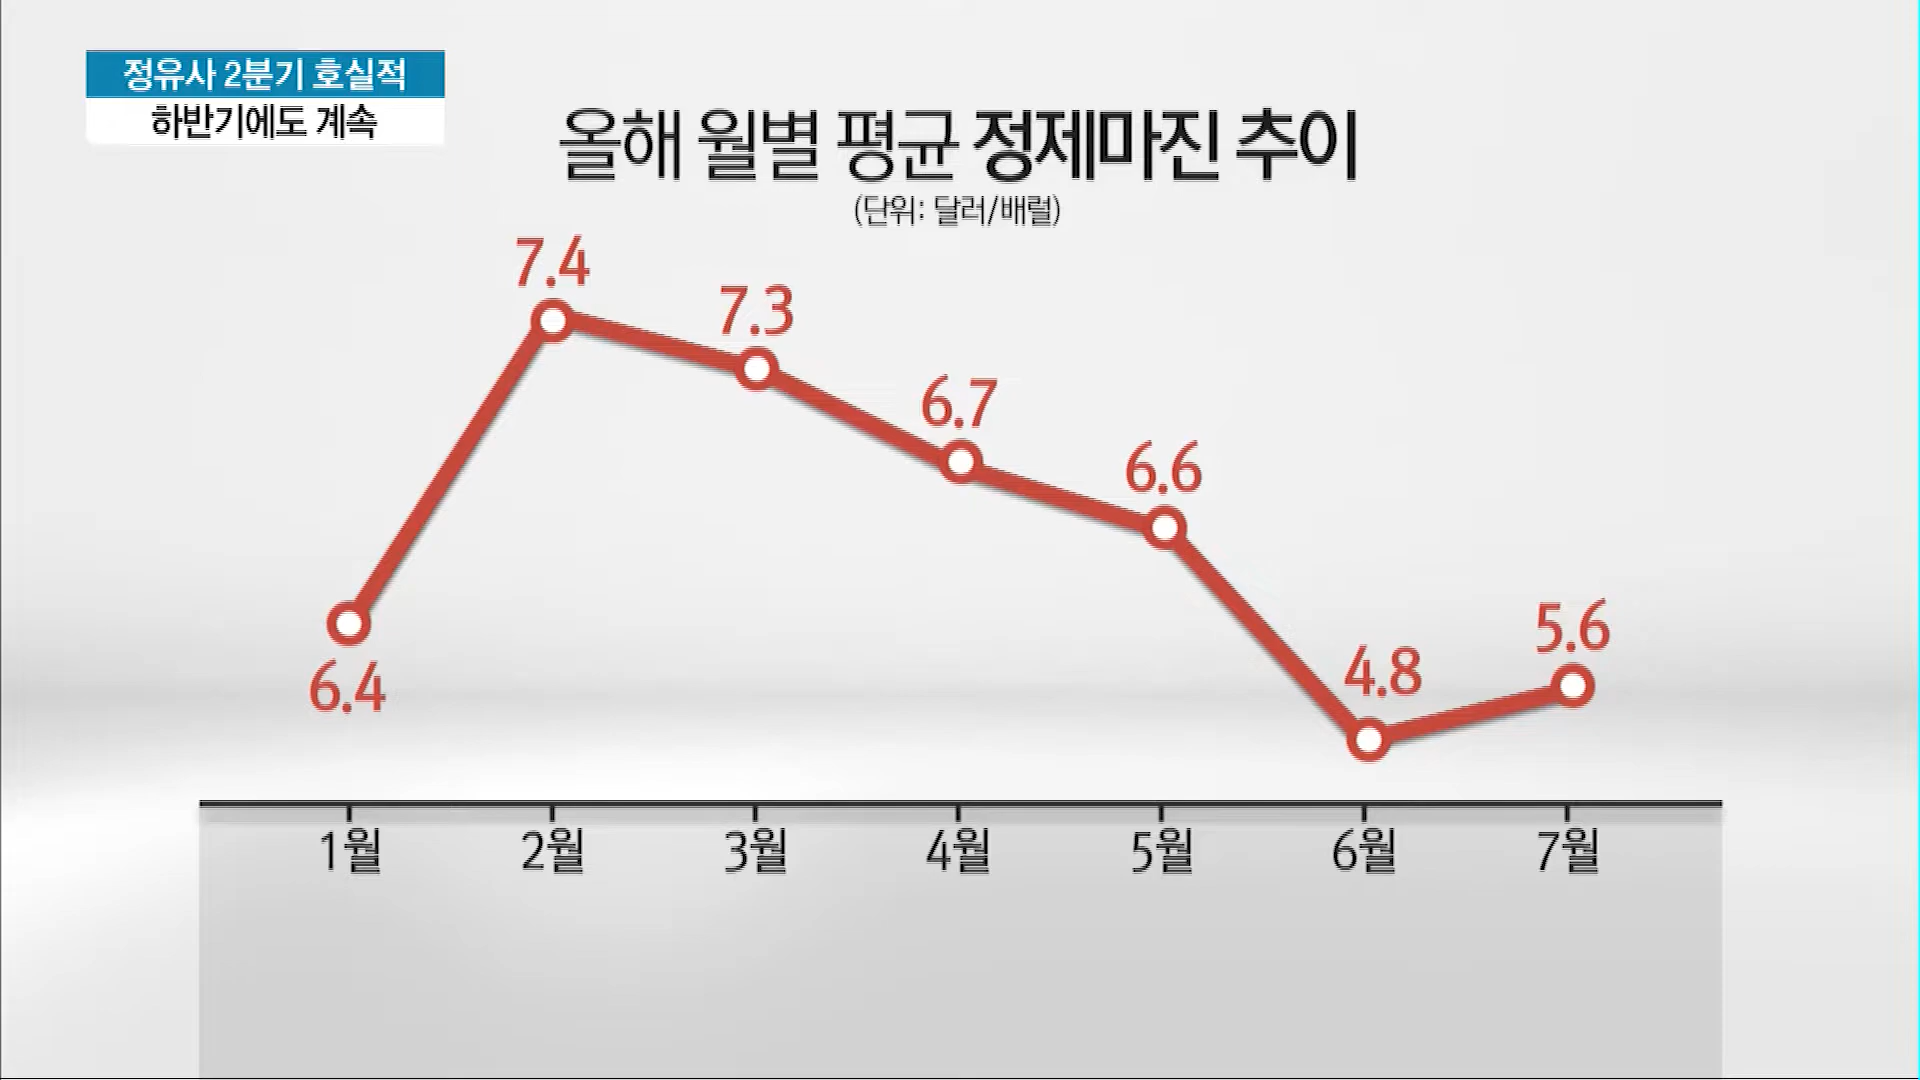 정유사 2분기 호실적
하반기에도 계속
올해 월별 평균 정제마진 추이
(단위: 달러/배럴)
7.4
7.3
6.7
6.6
5.6
4.8
6.4
1월 2월 3월 4월 5월 6월 7월